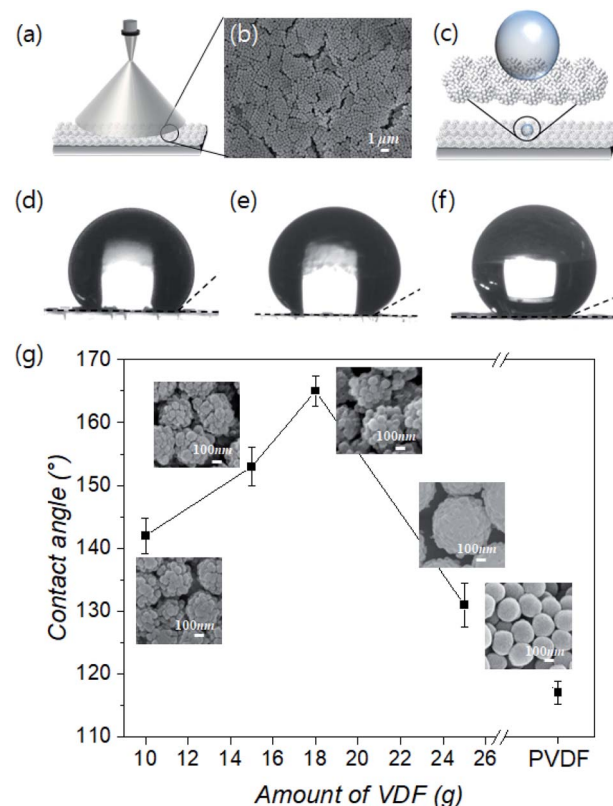 (a)
(b)
(c)
1 μm
(d)
(e)
(f)
(g)
170
160
150
140
130
120
110
Contact angle (°)
100nm
100nm
100nm
100nm
100nm
10 12 14 16 18 20 22 24 26 PVDF
Amount of VDF (g)